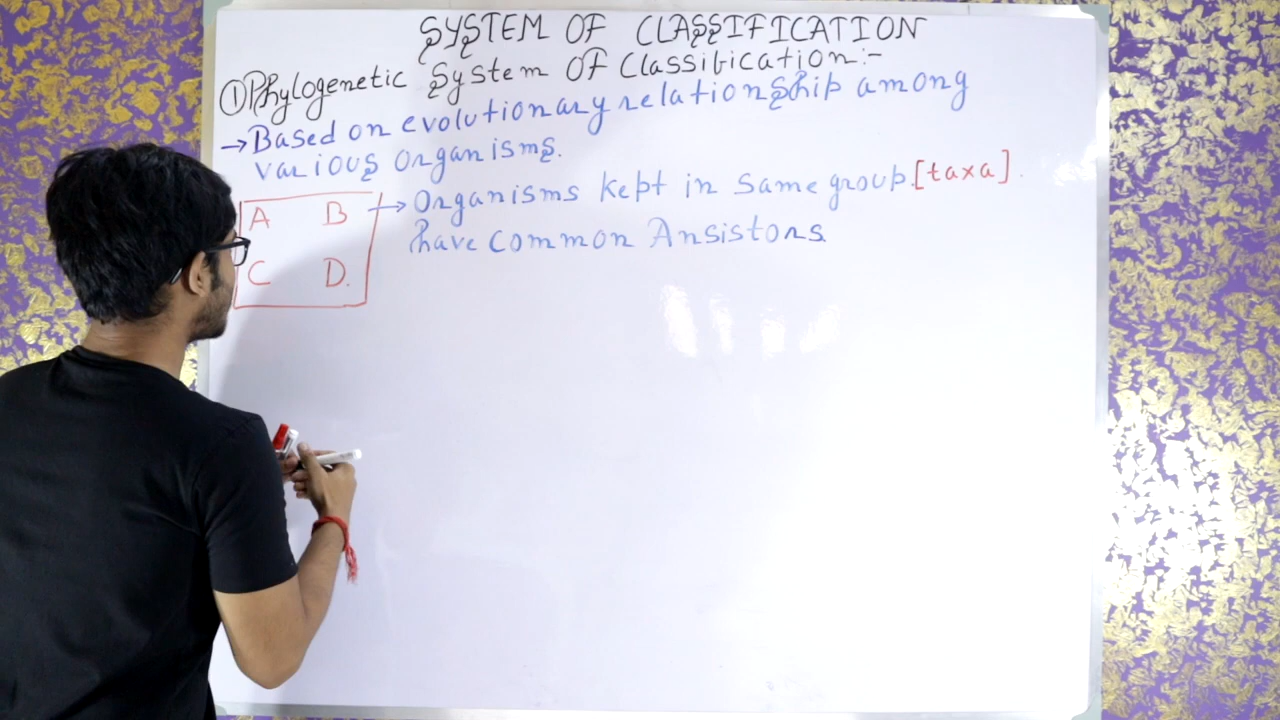 SYSTEM OF CLASSIFICATION
① Phylogenetic System OF Classification:-
→ Based on evolutionary relationship among
various organisms.
A B → Organisms kept in same group.[taxa].
have common Ansistors.
C D.